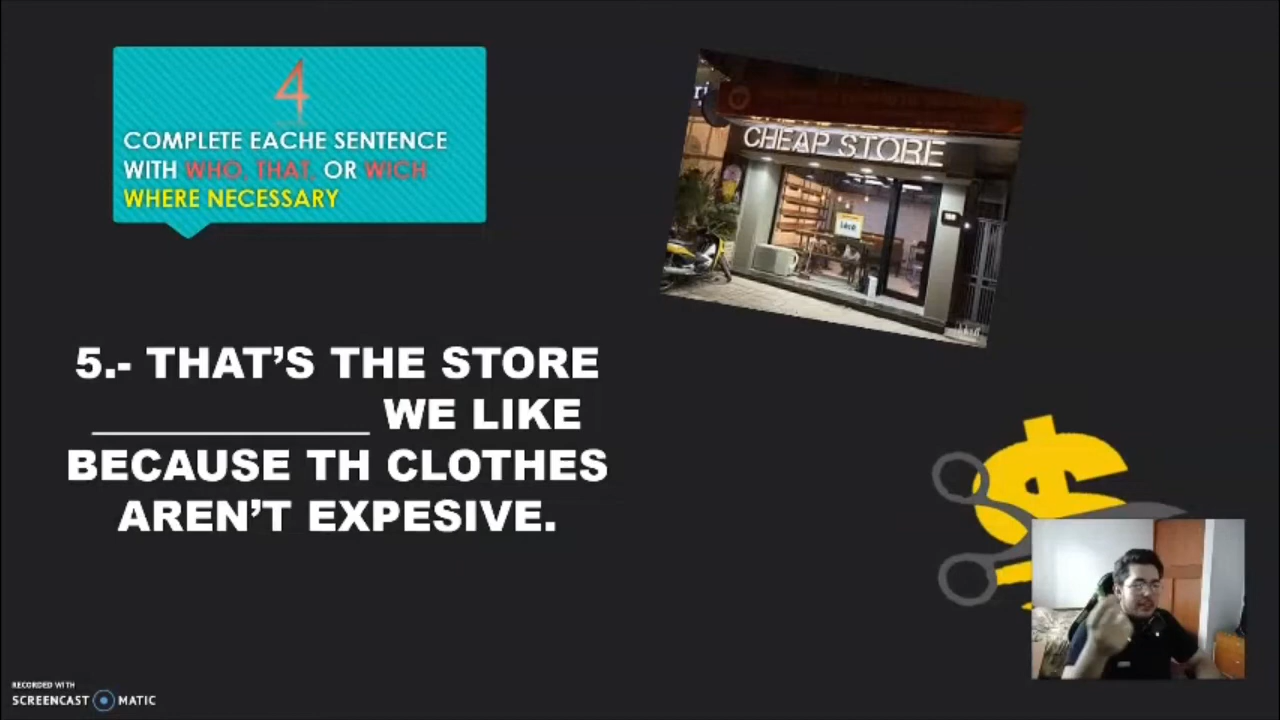 4
COMPLETE EACHE SENTENCE
WITH WHO, THAT, OR WICH
WHERE NECESSARY
CHEAP STORE
5.- THAT’S THE STORE
____________ WE LIKE
BECAUSE TH CLOTHES
AREN’T EXPESIVE.
RECORDED WITH
SCREENCAST MATIC